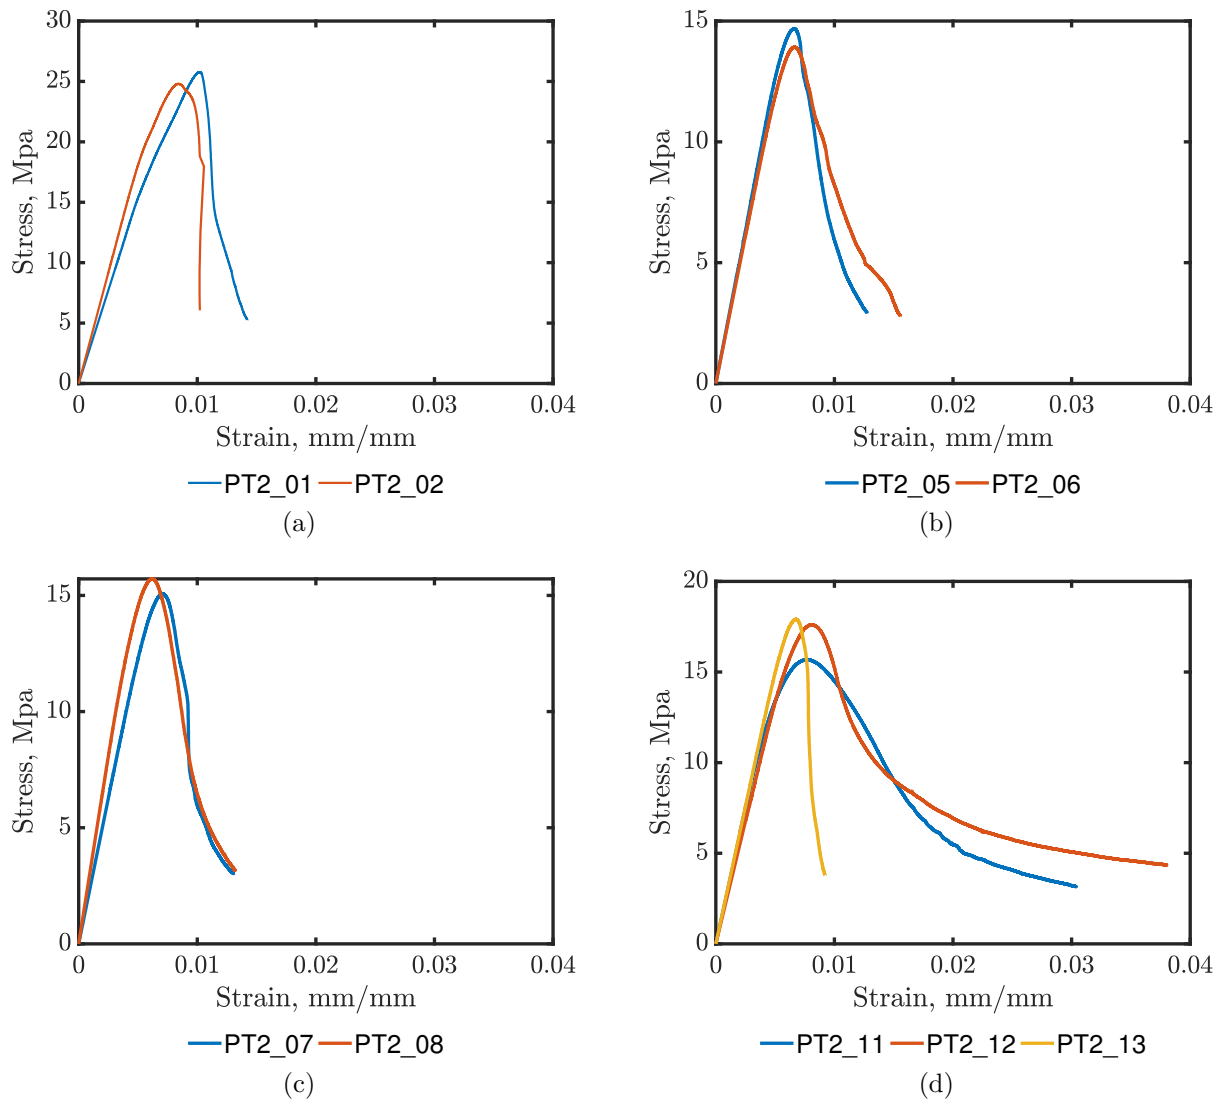 30
25
20
15
10
5
0
Stress, Mpa
0 0.01 0.02 0.03 0.04
Strain, mm/mm
PT2_01 PT2_02
(a)
15
10
5
0
Stress, Mpa
0 0.01 0.02 0.03 0.04
Strain, mm/mm
PT2_05 PT2_06
(b)
15
10
5
0
Stress, Mpa
0 0.01 0.02 0.03 0.04
Strain, mm/mm
PT2_07 PT2_08
(c)
20
15
10
5
0
Stress, Mpa
0 0.01 0.02 0.03 0.04
Strain, mm/mm
PT2_11 PT2_12 PT2_13
(d)